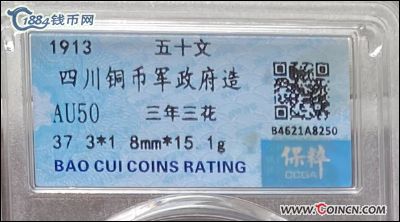 1884钱币网
1913 五十文
四川铜币军政府造
AU50 三年三花
37 3*1 8mm*15.1g
B4621A8250
BAO CUI COINS RATING
保粹
CCGA
www.COINCN.com